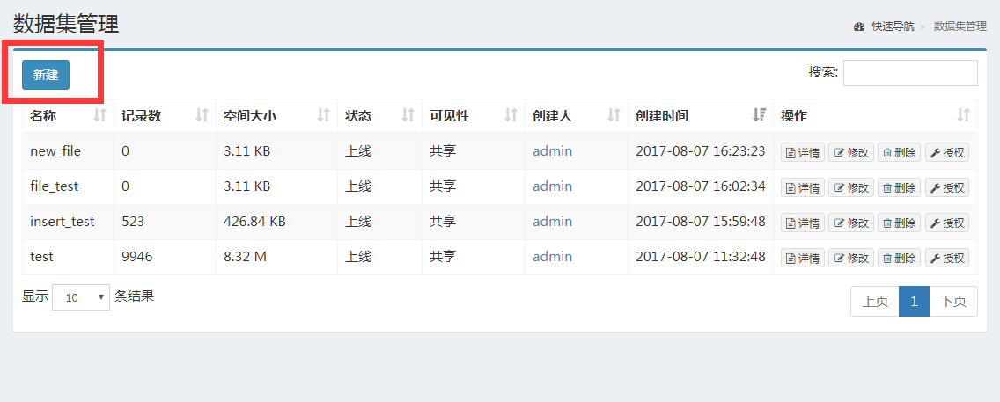 数据集管理
快速导航 > 数据集管理
新建
搜索:
名称 记录数 空间大小 状态 可见性 创建人 创建时间 操作
new_file 0 3.11 KB 上线 共享 admin 2017-08-07 16:23:23 详情 修改 删除 授权
file_test 0 3.11 KB 上线 共享 admin 2017-08-07 16:02:34 详情 修改 删除 授权
insert_test 523 426.84 KB 上线 共享 admin 2017-08-07 15:59:48 详情 修改 删除 授权
test 9946 8.32 M 上线 共享 admin 2017-08-07 11:32:48 详情 修改 删除 授权
显示 10 条结果
上页 1 下页